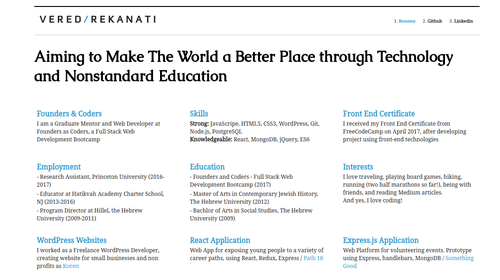 VERED/REKANATI
1. Resume 2. Github 3. Linkedin
Aiming to Make The World a Better Place through Technology
and Nonstandard Education
Founders & Coders
I am a Graduate Mentor and Web Developer at
Founders as Coders, a Full Stack Web
Development Bootcamp
Skills
Strong: JavaScripe, HTML5, CSS3, WordPress, Git,
Node.js, PostgreSQL
Knowledgeable: React, MongoDB, jQuery, ES6
Front End Certificate
I received my Front End Certificate from
FreeCodeCamp on April 2017, after developing
project using front-end technologies
Employment
- Research Assistant, Princeton University (2016-
2017)
- Educator at Hatikvah Academy Charter School,
NJ (2013-2016)
- Program Director at Hillel, the Hebrew
University (2009-2011)
Education
- Founders and Coders - Full Stack Web
Development Bootcamp (2017)
- Master of Arts in Contemporary Jewish History,
The Hebrew University (2012)
- Bachlor of Arts in Social Studies, The Hebrew
University (2009)
Interests
I love traveling, playing board games, hiking,
running (two half marathons so far!), being with
friends, and reading Medium articles.
And yes, I love coding!
WordPress Websites
I worked as a Freelance WordPress Developer,
creating website for small businesses and non
profits as Koren
React Application
Web App for exposing young people to a variety of
career paths, using React, Redux, Express / Path 18
Express.js Application
Web Platform for volunteering events. Prototype
using Express, handlebars, MongoDB / Something
Good